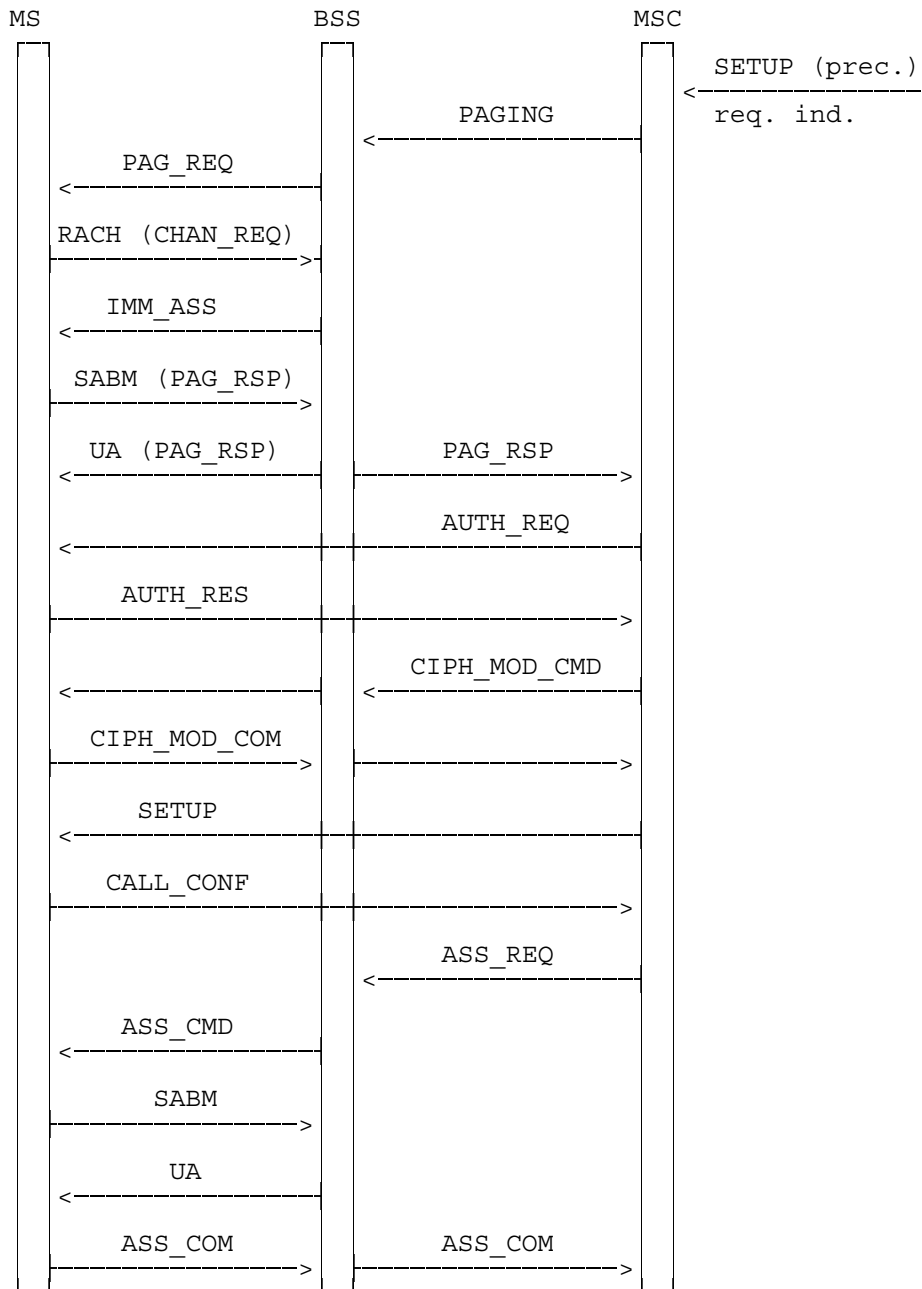 MS BSS MSC
SETUP (prec.)
PAGING
req. ind.
PAG_REQ
RACH (CHAN_REQ)
IMM_ASS
SABM (PAG_RSP)
UA (PAG_RSP) PAG_RSP
AUTH_REQ
AUTH_RES
CIPH_MOD_CMD
CIPH_MOD_COM
SETUP
CALL_CONF
ASS_REQ
ASS_CMD
SABM
UA
ASS_COM ASS_COM